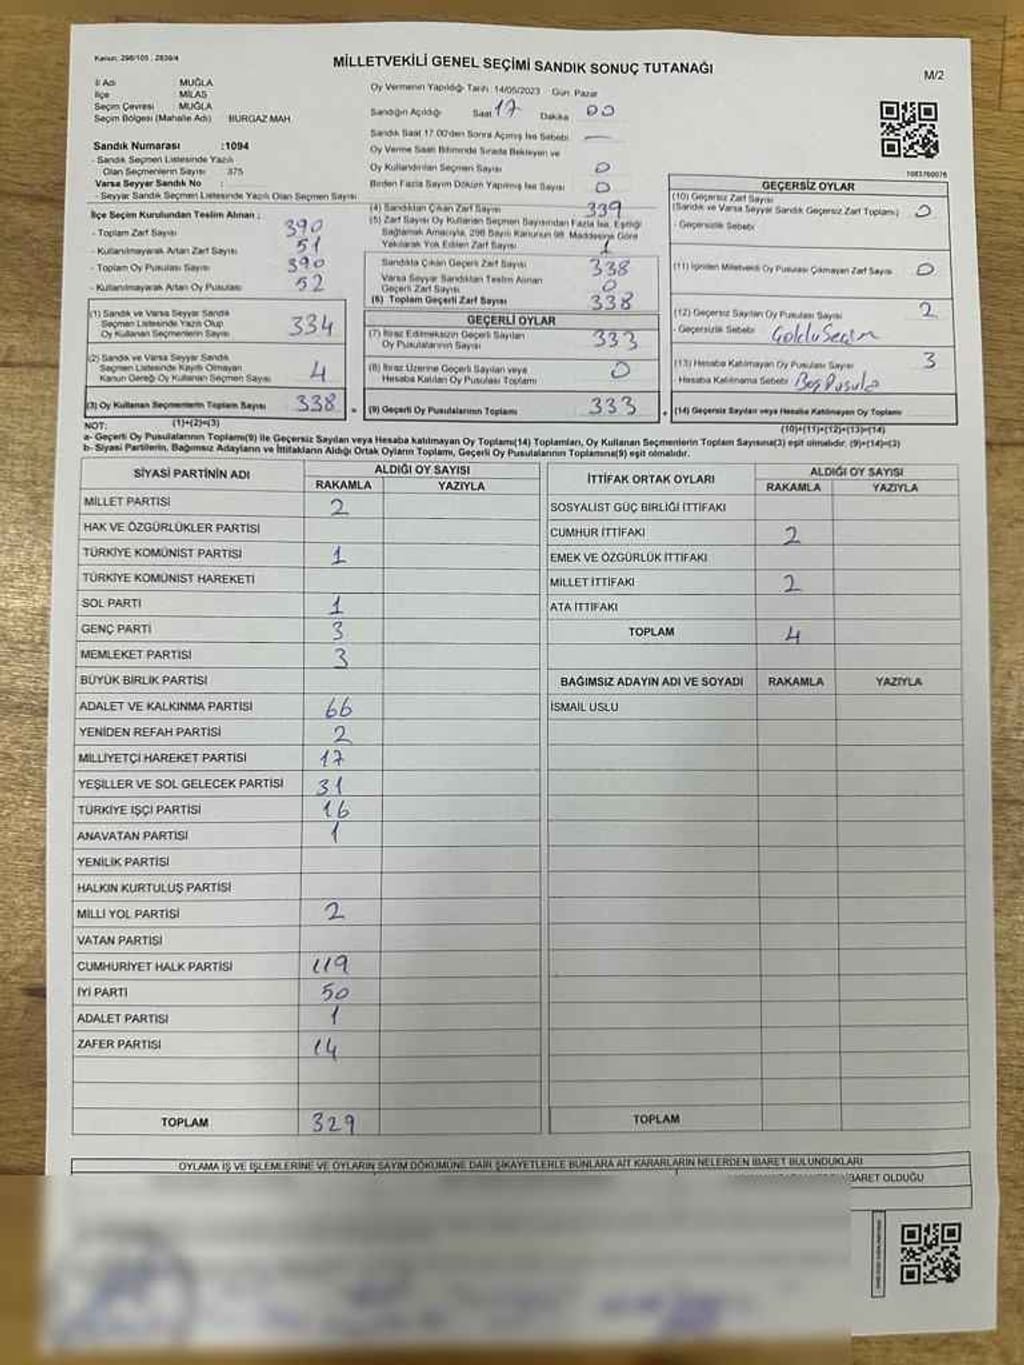 Kanun: 298/105 ; 2839/4
MİLLETVEKİLİ GENEL SEÇİMİ SANDIK SONUÇ TUTANAĞI
M/2
İl Adı : MUĞLA
İlçe : MİLAS
Seçim Çevresi : MUĞLA
Seçim Bölgesi (Mahalle Adı) : BURGAZ MAH.
Sandık Numarası :1094
- Sandık Seçmen Listesinde Yazılı
Olan Seçmenlerin Sayısı : 375
Varsa Seyyar Sandık No :
- Seyyar Sandık Seçmen Listesinde Yazılı Olan Seçmen Sayısı
İlçe Seçim Kurulundan Teslim Alınan :
- Toplam Zarf Sayısı : 390
- Kullanılmayarak Artan Zarf Sayısı : 51
- Toplam Oy Pusulası Sayısı : 390
- Kullanılmayarak Artan Oy Pusulası : 52
(1) Sandık ve Varsa Seyyar Sandık
Seçmen Listesinde Yazılı Olup
Oy Kullanan Seçmenlerin Sayısı 334
(2) Sandık ve Varsa Seyyar Sandık
Seçmen Listesinde Kayıtlı Olmayan
Kanun Gereği Oy Kullanan Seçmen Sayısı 4
(3) Oy Kullanan Seçmenlerin Toplam Sayısı 338 =
(1)+(2)=(3)
Oy Vermenin Yapıldığı Tarih: 14/05/2023 Gün: Pazar
Sandığın Açıldığı Saat 17 Dakika 00
Sandık Saat 17.00'den Sonra Açılmış İse Sebebi —
Oy Verme Saati Bitiminde Sırada Bekleyen ve
Oy Kullandırılan Seçmen Sayısı 0
Birden Fazla Sayım Döküm Yapılmış İse Sayısı 0
(4) Sandıktan Çıkan Zarf Sayısı 339
(5) Zarf Sayısı Oy Kullanan Seçmen Sayısından Fazla İse, Eşitliği
Sağlamak Amacıyla, 298 Sayılı Kanunun 98. Maddesine Göre
Yakılarak Yok Edilen Zarf Sayısı 1
Sandıkta Çıkan Geçerli Zarf Sayısı 338
Varsa Seyyar Sandıktan Teslim Alınan
Geçerli Zarf Sayısı 0
(6) Toplam Geçerli Zarf Sayısı 338
GEÇERLİ OYLAR
(7) İtiraz Edilmeksizin Geçerli Sayılan
Oy Pusulalarının Sayısı 333
(8) İtiraz Üzerine Geçerli Sayılan veya
Hesaba Katılan Oy Pusulası Toplamı 0
(9) Geçerli Oy Pusulalarının Toplamı 333 +
1083760076
GEÇERSİZ OYLAR
(10) Geçersiz Zarf Sayısı
(Sandık ve Varsa Seyyar Sandık Geçersiz Zarf Toplamı) 0
- Geçersizlik Sebebi
(11) İçinden Milletvekili Oy Pusulası Çıkmayan Zarf Sayısı 0
(12) Geçersiz Sayılan Oy Pusulası Sayısı 2
- Geçersizlik Sebebi : Çoklu Seçim
(13) Hesaba Katılmayan Oy Pusulası Sayısı 3
- Hesaba Katılmama Sebebi : Boş Pusula
(14) Geçersiz Sayılan veya Hesaba Katılmayan Oy Toplamı
(10)+(11)+(12)+(13)=(14)
NOT:
a- Geçerli Oy Pusulaları Toplamı(9) ile Geçersiz Sayılan veya Hesaba katılmayan Oy Toplamı(14) Toplamları, Oy Kullanan Seçmenlerin Toplam Sayısına(3) eşit olmalıdır. (9)+(14)=(3)
b- Siyasi Partilerin, Bağımsız Adayların ve İttifakların Aldığı Ortak Oyların Toplamı, Geçerli Oy Pusulalarının Toplamına(9) eşit olmalıdır.
SİYASİ PARTİNİN ADI ALDIĞI OY SAYISI
RAKAMLA YAZIYLA
MİLLET PARTİSİ 2
HAK VE ÖZGÜRLÜKLER PARTİSİ
TÜRKİYE KOMÜNİST PARTİSİ 1
TÜRKİYE KOMÜNİST HAREKETİ
SOL PARTİ 1
GENÇ PARTİ 3
MEMLEKET PARTİSİ 3
BÜYÜK BİRLİK PARTİSİ
ADALET VE KALKINMA PARTİSİ 66
YENİDEN REFAH PARTİSİ 2
MİLLİYETÇİ HAREKET PARTİSİ 17
YEŞİLLER VE SOL GELECEK PARTİSİ 31
TÜRKİYE İŞÇİ PARTİSİ 16
ANAVATAN PARTİSİ 1
YENİLİK PARTİSİ
HALKIN KURTULUŞ PARTİSİ
MİLLİ YOL PARTİSİ 2
VATAN PARTİSİ
CUMHURİYET HALK PARTİSİ 119
İYİ PARTİ 50
ADALET PARTİSİ 1
ZAFER PARTİSİ 14
TOPLAM 329
İTTİFAK ORTAK OYLARI ALDIĞI OY SAYISI
RAKAMLA YAZIYLA
SOSYALİST GÜÇ BİRLİĞİ İTTİFAKI
CUMHUR İTTİFAKI 2
EMEK VE ÖZGÜRLÜK İTTİFAKI
MİLLET İTTİFAKI 2
ATA İTTİFAKI
TOPLAM 4
BAĞIMSIZ ADAYIN ADI VE SOYADI RAKAMLA YAZIYLA
İSMAİL USLU
TOPLAM
OYLAMA İŞ VE İŞLEMLERİNE VE OYLARIN SAYIM DÖKÜMÜNE DAİR ŞİKAYETLERLE BUNLARA AİT KARARLARIN NELERDEN İBARET BULUNDUKLARI
İBARET OLDUĞU